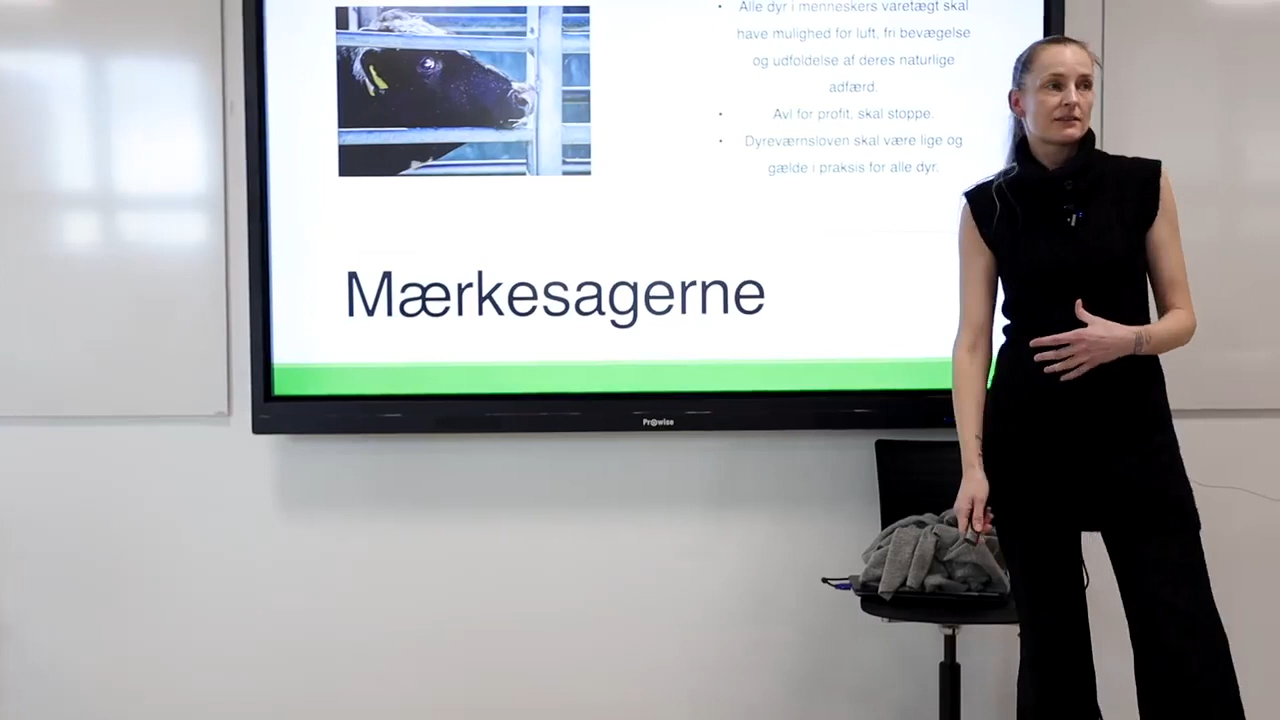 Alle dyr i menneskers varetægt skal
have mulighed for luft, fri bevægelse
og udfoldelse af deres naturlige
adfærd.
Avl for profit, skal stoppe.
Dyreværnsloven skal være lige og
gælde i praksis for alle dyr.
Mærkesagerne
Prowise